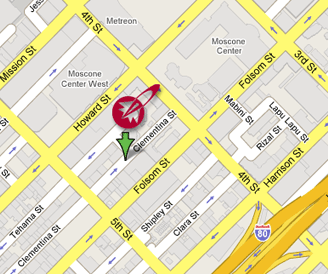 Jess
4th St
Metreon
Mission St
Moscone
Center
3rd St
Moscone
Center West
Howard St
Folsom St
Clementina St
Mabini St
Lapu Lapu St
Rizal St
Harrison St
Folsom St
4th St
Tehama St
Clementina St
5th St
Shipley St
Clara St
80